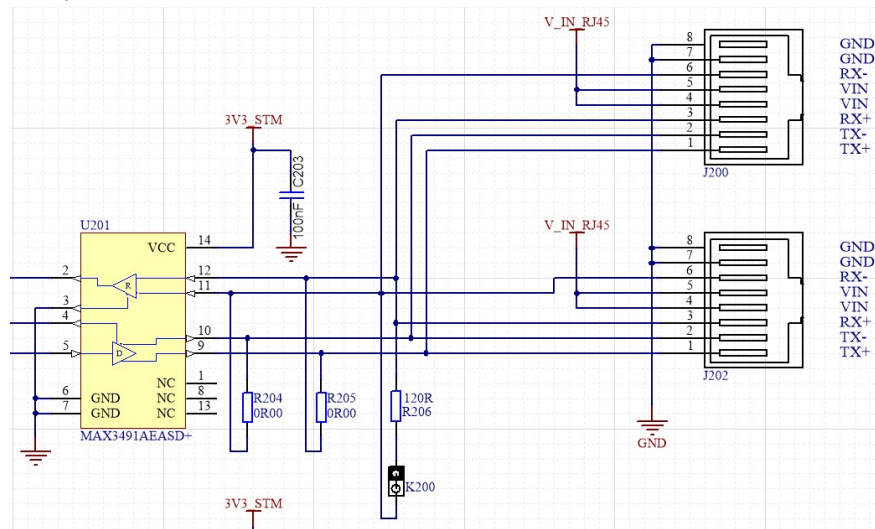 V_IN_RJ45
8 GND
7 GND
6 RX-
5 VIN
4 VIN
3 RX+
2 TX-
1 TX+
J200
3V3_STM
C203
100nF
U201
VCC 14
2 R 12
3 11
4 10
5 D 9
NC 1
6 GND NC 8
7 GND NC 13
MAX3491AEASD+
R204
0R00
R205
0R00
120R
R206
K200
V_IN_RJ45
8 GND
7 GND
6 RX-
5 VIN
4 VIN
3 RX+
2 TX-
1 TX+
J202
GND
3V3_STM